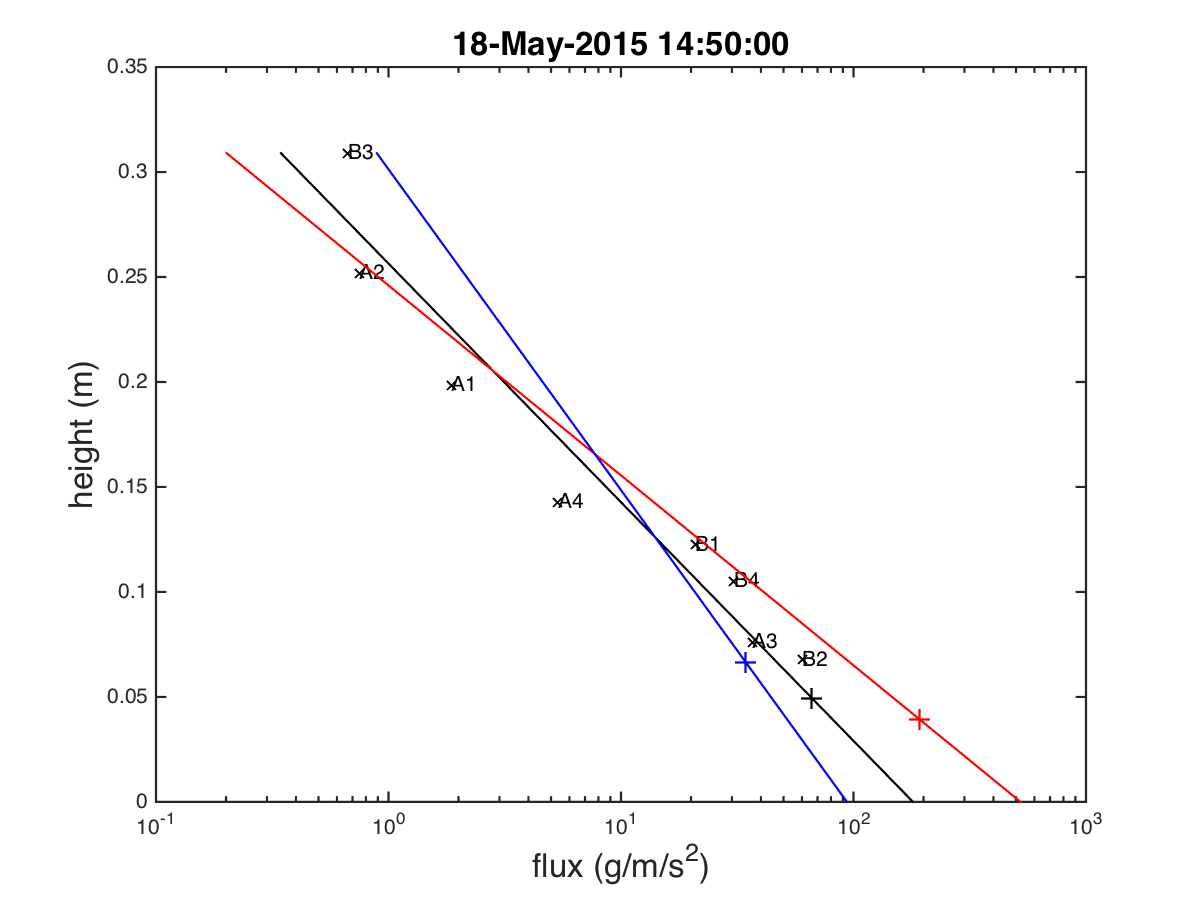 18-May-2015 14:50:00
0.35
0.3
0.25
0.2
0.15
0.1
0.05
0
height (m)
B3
A2
A1
A4
B1
B4
A3
B2
10⁻¹
10⁰
10¹
10²
10³
flux (g/m/s²)